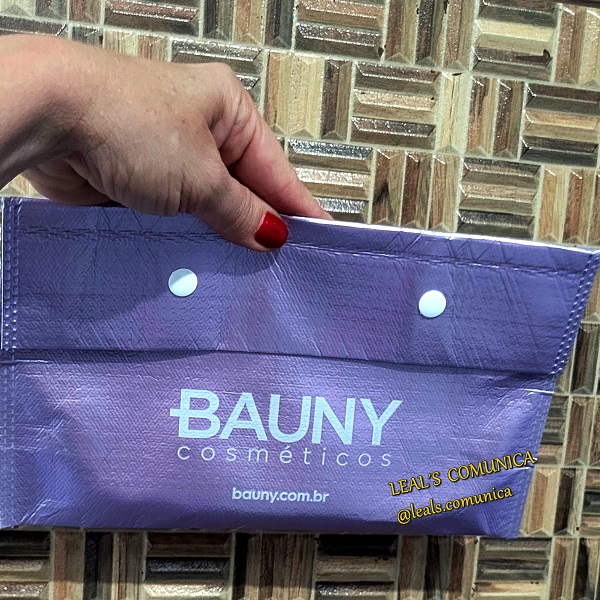 BAUNY
cosméticos
bauny.com.br
LEAL'S COMUNICA
@leals.comunica